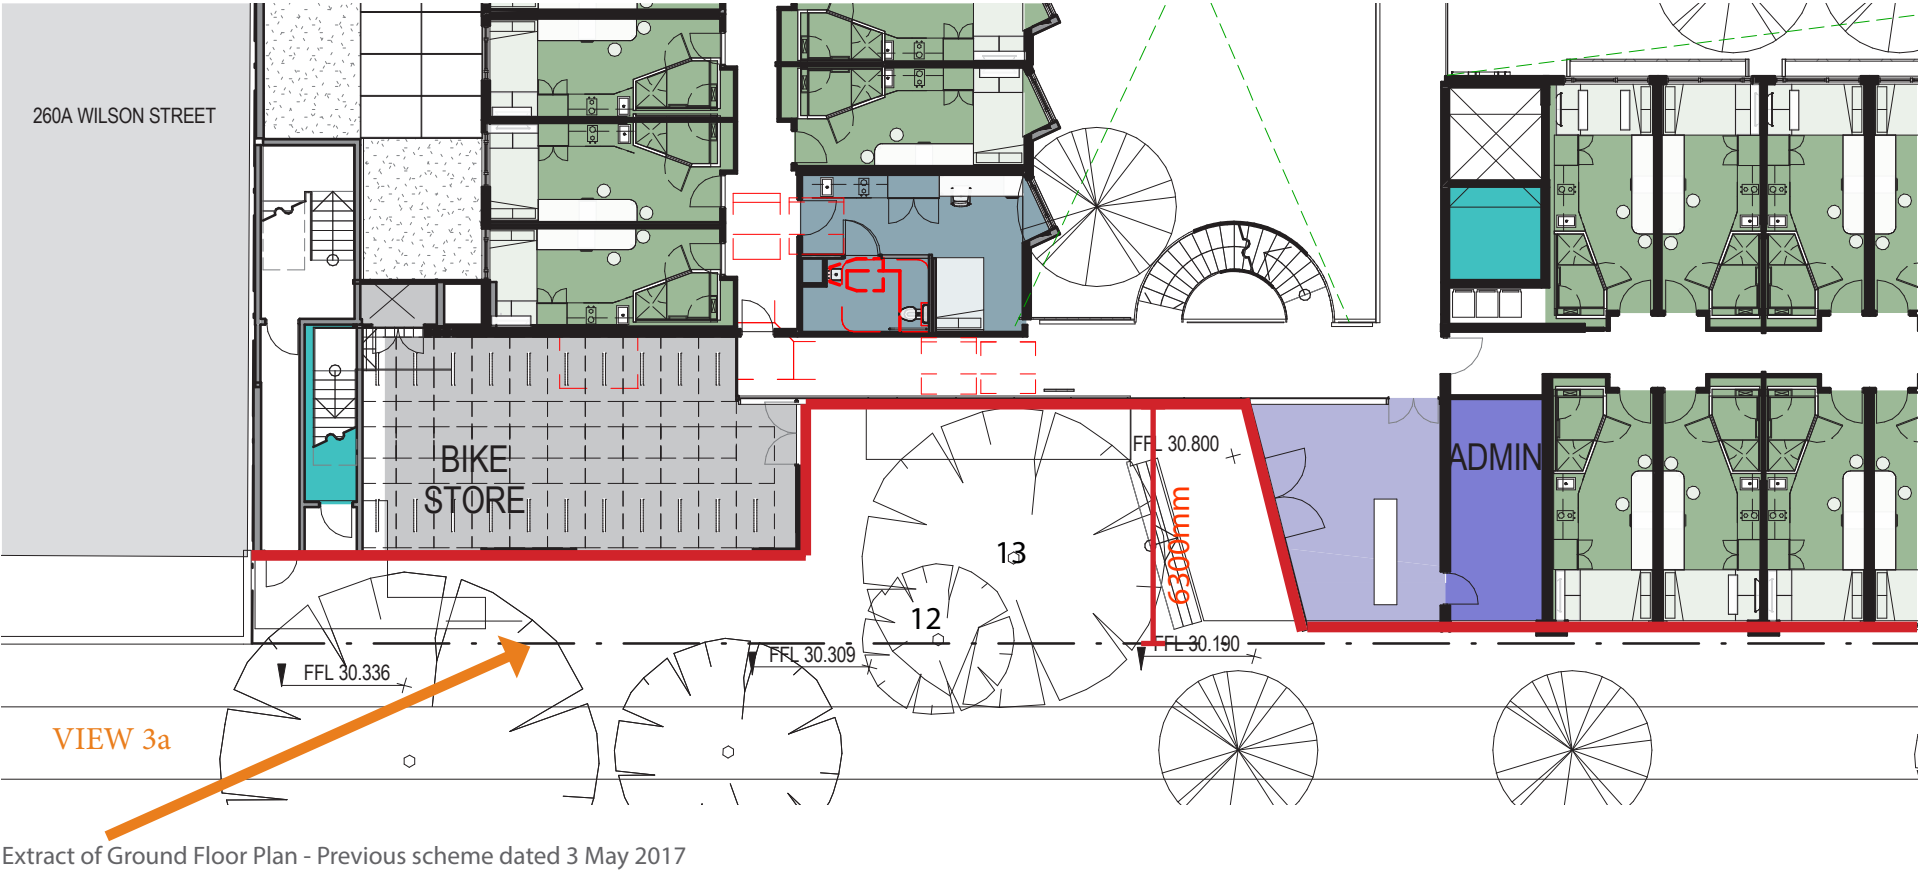 260A WILSON STREET
BIKE
STORE
FFL 30.800
ADMIN
6300mm
13
12
FFL 30.336
FFL 30.309
FFL 30.190
VIEW 3a
Extract of Ground Floor Plan - Previous scheme dated 3 May 2017